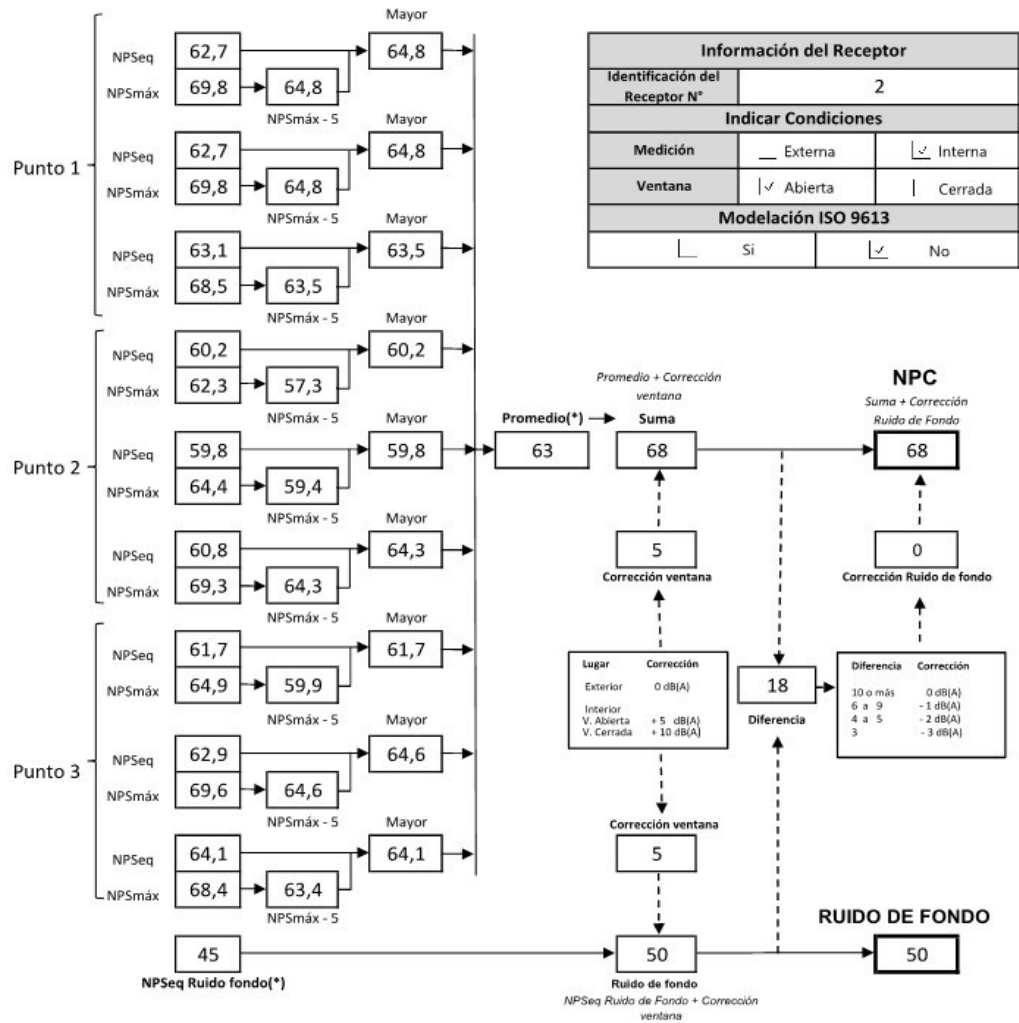 Mayor
NPSeq 62,7 64,8
NPSmáx 69,8 64,8
NPSmáx - 5
Mayor
Punto 1
NPSeq 62,7 64,8
NPSmáx 69,8 64,8
NPSmáx - 5
Mayor
NPSeq 63,1 63,5
NPSmáx 68,5 63,5
NPSmáx - 5
Mayor
NPSeq 60,2 60,2
NPSmáx 62,3 57,3
NPSmáx - 5
Mayor
Punto 2
NPSeq 59,8 59,8
NPSmáx 64,4 59,4
NPSmáx - 5
Mayor
NPSeq 60,8 64,3
NPSmáx 69,3 64,3
NPSmáx - 5
Mayor
NPSeq 61,7 61,7
NPSmáx 64,9 59,9
NPSmáx - 5
Mayor
Punto 3
NPSeq 62,9 64,6
NPSmáx 69,6 64,6
NPSmáx - 5
Mayor
NPSeq 64,1 64,1
NPSmáx 68,4 63,4
NPSmáx - 5
45
NPSeq Ruido fondo(*)
Información del Receptor
Identificación del
Receptor N°
2
Indicar Condiciones
Medición Externa Interna
Ventana Abierta Cerrada
Modelación ISO 9613
Si No
Promedio(*)
63
Promedio + Corrección
ventana
Suma
68
5
Corrección ventana
Lugar Corrección
Exterior 0 dB(A)
Interior
V. Abierta + 5 dB(A)
V. Cerrada + 10 dB(A)
Corrección ventana
5
50
Ruido de fondo
NPSeq Ruido de Fondo + Corrección
ventana
18
Diferencia
NPC
Suma + Corrección
Ruido de Fondo
68
0
Corrección Ruido de fondo
Diferencia Corrección
10 o más 0 dB(A)
6 a 9 - 1 dB(A)
4 a 5 - 2 dB(A)
3 - 3 dB(A)
RUIDO DE FONDO
50